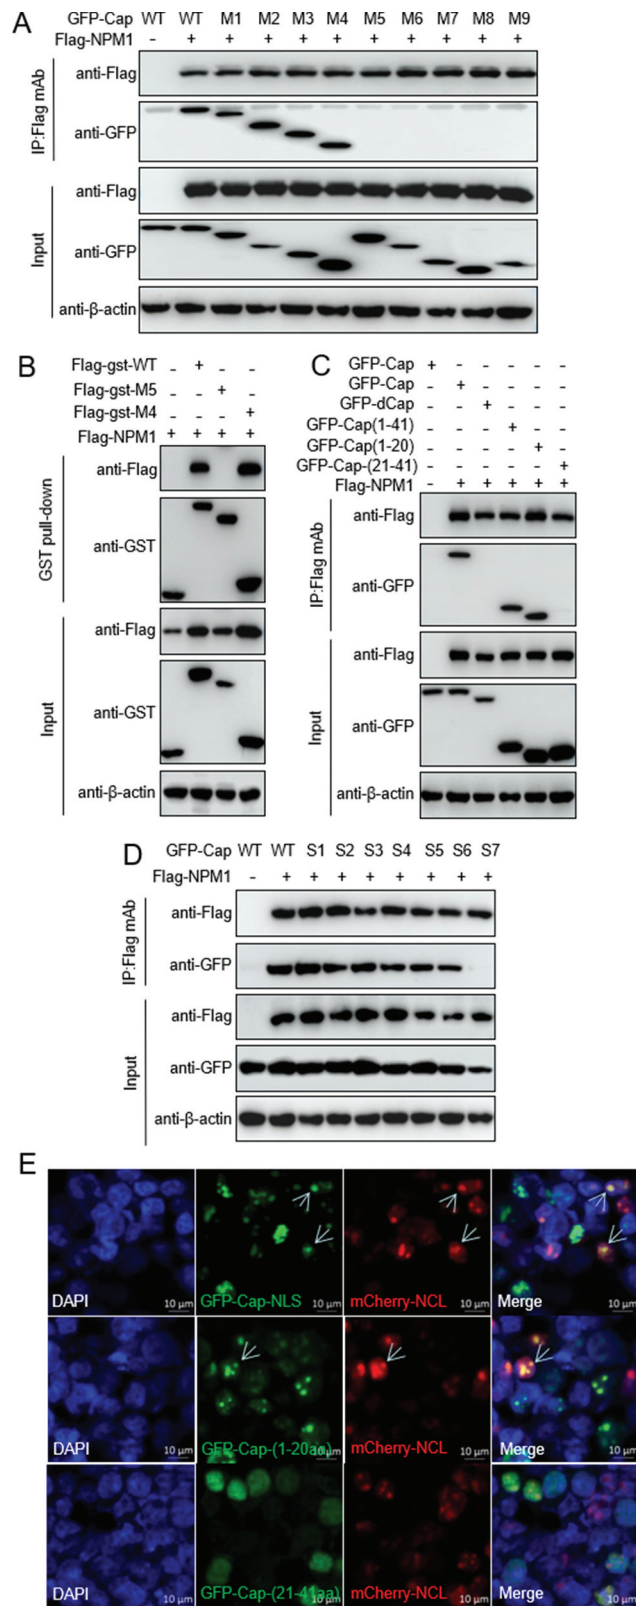 A
GFP-Cap WT WT M1 M2 M3 M4 M5 M6 M7 M8 M9
Flag-NPM1 - + + + + + + + + + +
IP:Flag mAb
anti-Flag
anti-GFP
Input
anti-Flag
anti-GFP
anti-β-actin
B
Flag-gst-WT - + - -
Flag-gst-M5 - - + -
Flag-gst-M4 - - - +
Flag-NPM1 + + + +
GST pull-down
anti-Flag
anti-GST
Input
anti-Flag
anti-GST
anti-β-actin
C
GFP-Cap + - - - - -
GFP-Cap - + - - - -
GFP-dCap - - + - - -
GFP-Cap(1-41) - - - + - -
GFP-Cap(1-20) - - - - + -
GFP-Cap-(21-41) - - - - - +
Flag-NPM1 - + + + + +
IP:Flag mAb
anti-Flag
anti-GFP
Input
anti-Flag
anti-GFP
anti-β-actin
D
GFP-Cap WT WT S1 S2 S3 S4 S5 S6 S7
Flag-NPM1 - + + + + + + + +
IP:Flag mAb
anti-Flag
anti-GFP
Input
anti-Flag
anti-GFP
anti-β-actin
E
DAPI 10 µm GFP-Cap-NLS 10 µm mCherry-NCL 10 µm Merge 10 µm
DAPI 10 µm GFP-Cap-(1-20aa) 10 µm mCherry-NCL 10 µm Merge 10 µm
DAPI 10 µm GFP-Cap-(21-41aa) 10 µm mCherry-NCL 10 µm Merge 10 µm